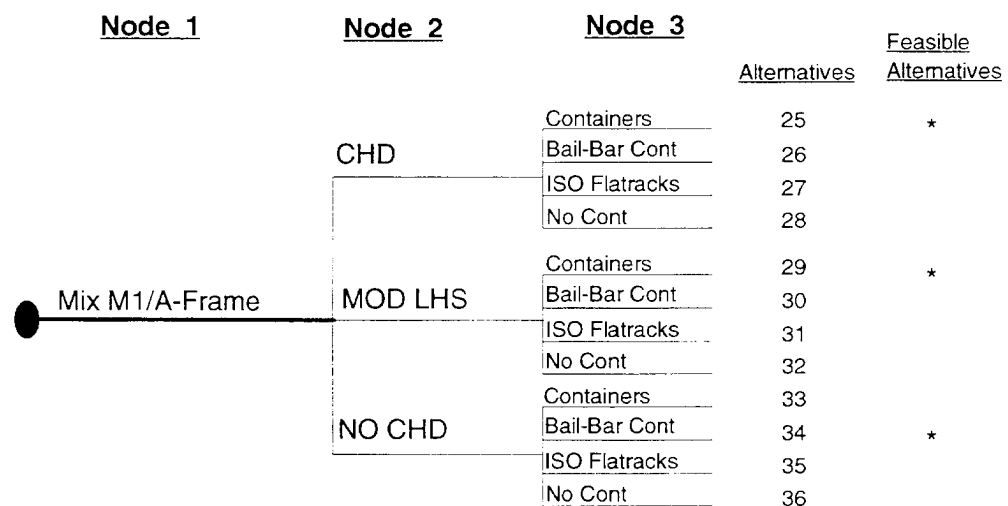 Node 1 Node 2 Node 3
Feasible
Alternatives Alternatives
Containers 25 *
CHD
Bail-Bar Cont 26
ISO Flatracks 27
No Cont 28
Containers 29 *
Mix M1/A-Frame MOD LHS
Bail-Bar Cont 30
ISO Flatracks 31
No Cont 32
Containers 33
NO CHD
Bail-Bar Cont 34 *
ISO Flatracks 35
No Cont 36